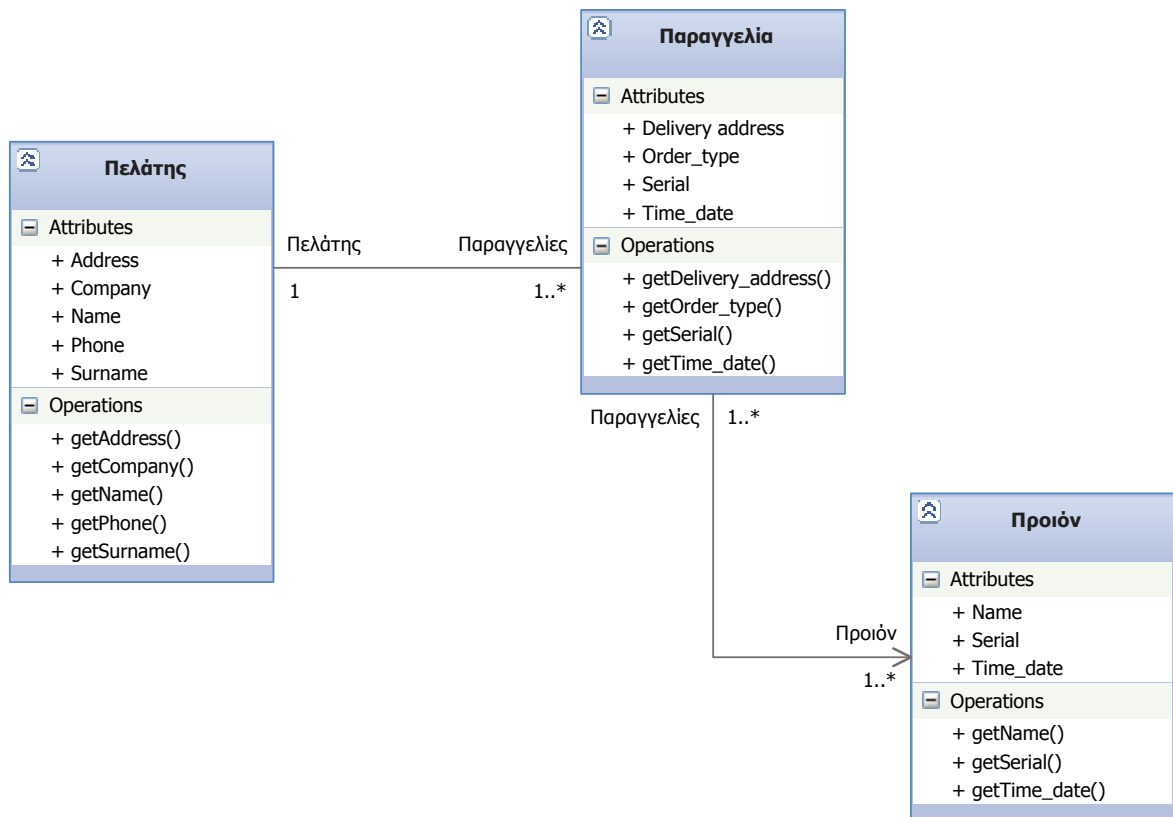 Παραγγελία
Attributes
+ Delivery address
+ Order_type
+ Serial
+ Time_date
Operations
+ getDelivery_address()
+ getOrder_type()
+ getSerial()
+ getTime_date()
Πελάτης
Attributes
+ Address
+ Company
+ Name
+ Phone
+ Surname
Operations
+ getAddress()
+ getCompany()
+ getName()
+ getPhone()
+ getSurname()
Πελάτης
Παραγγελίες
1
1..*
Παραγγελίες
1..*
Προιόν
1..*
Προιόν
Attributes
+ Name
+ Serial
+ Time_date
Operations
+ getName()
+ getSerial()
+ getTime_date()